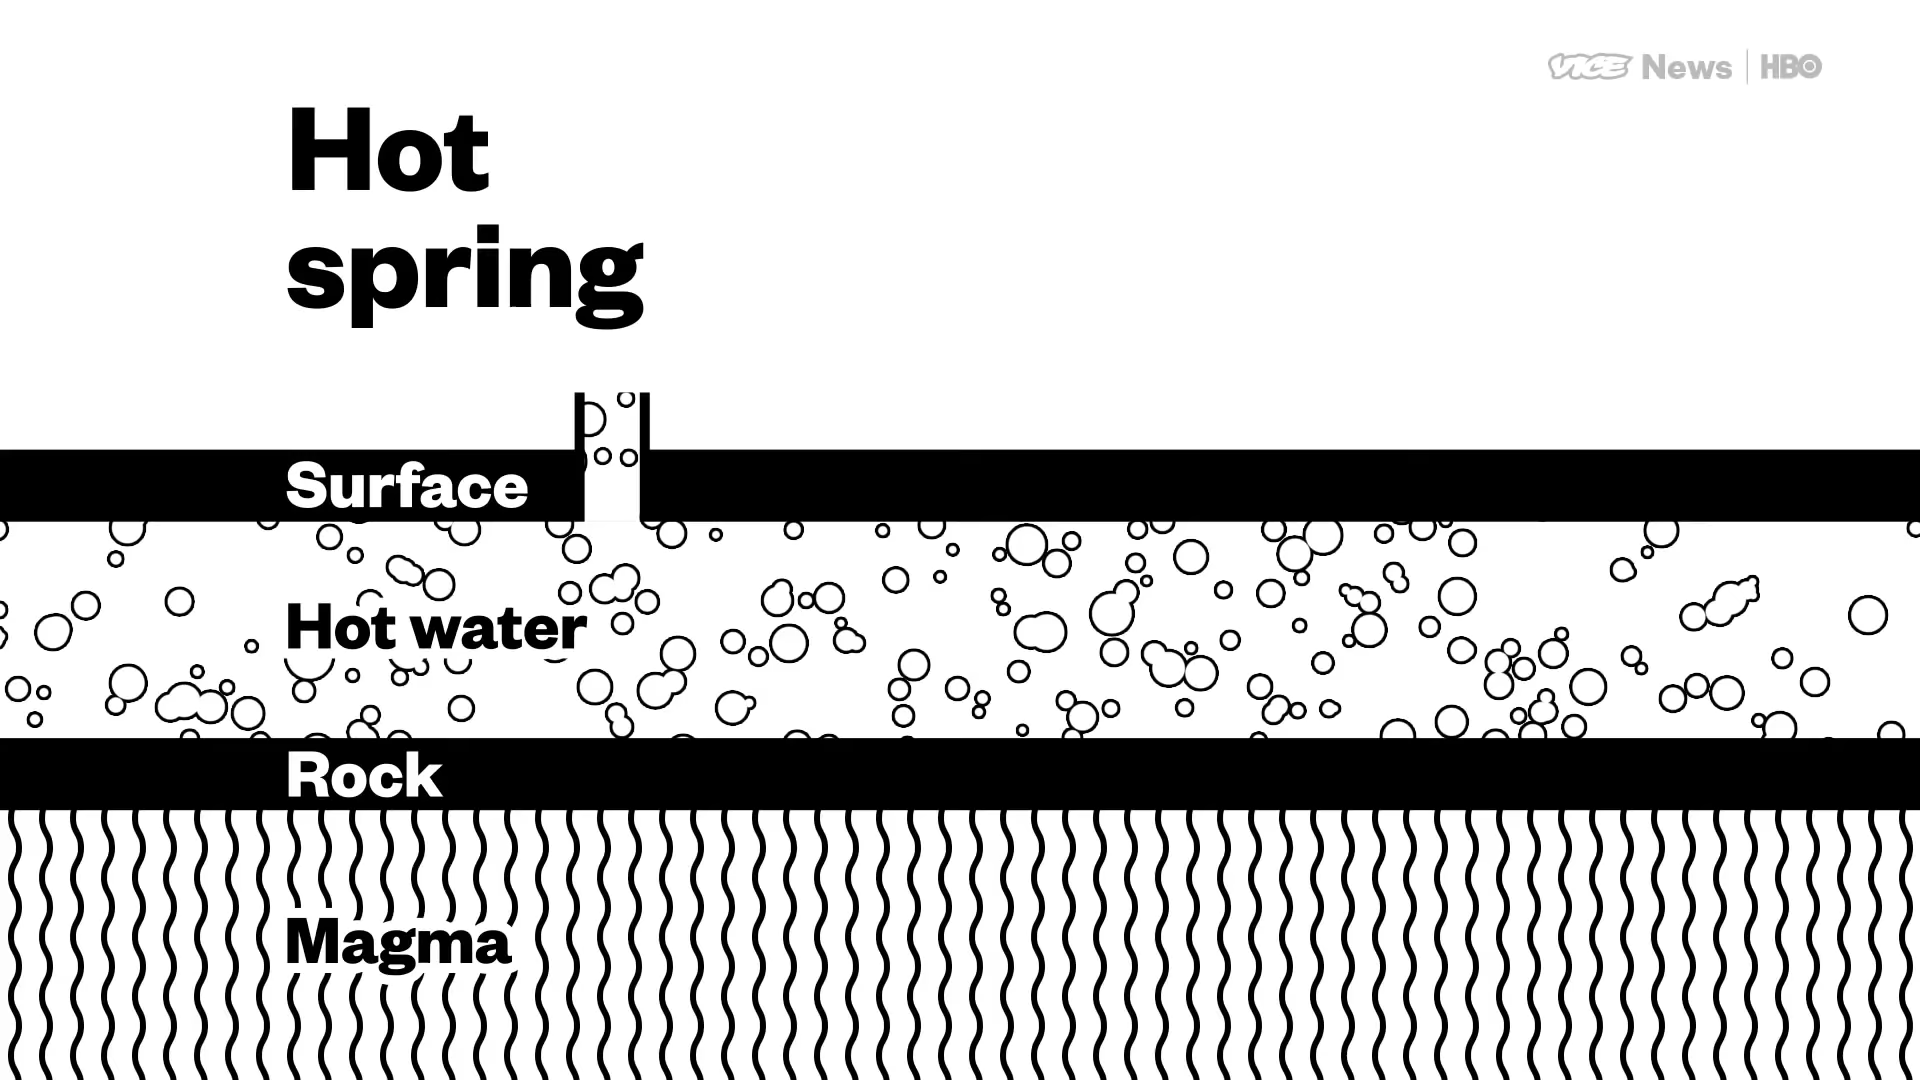 VICE News | HBO
Hot
spring
Surface
Hot water
Rock
Magma